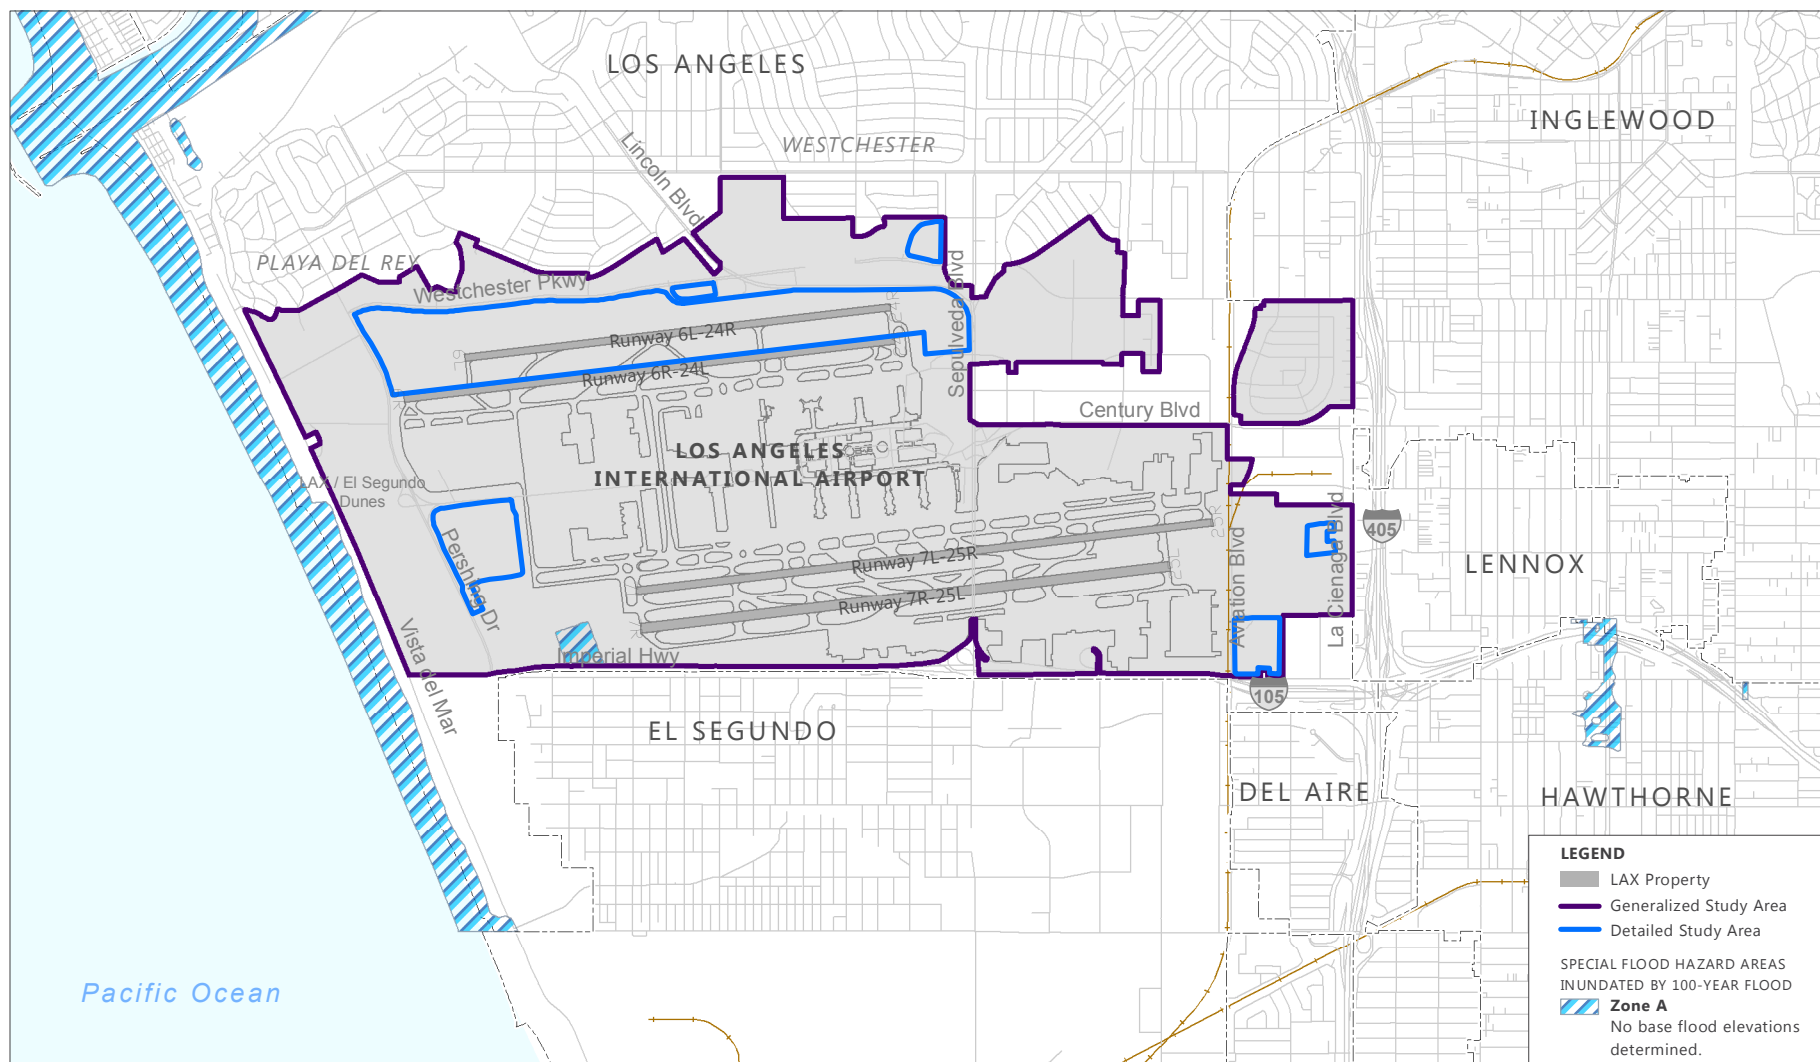 LOS ANGELES
INGLEWOOD
WESTCHESTER
Lincoln Blvd
PLAYA DEL REY
Westchester Pkwy
Sepulveda Blvd
Runway 6L-24R
Runway 6R-24L
Century Blvd
LOS ANGELES
INTERNATIONAL AIRPORT
LAX / El Segundo
Dunes
Pershing Dr
Runway 7L-25R
Runway 7R-25L
25R
25L
Aviation Blvd
La Cienega Blvd
405
LENNOX
Vista del Mar
Imperial Hwy
105
EL SEGUNDO
DEL AIRE
HAWTHORNE
Pacific Ocean
LEGEND
LAX Property
Generalized Study Area
Detailed Study Area
SPECIAL FLOOD HAZARD AREAS
INUNDATED BY 100-YEAR FLOOD
Zone A
No base flood elevations
determined.